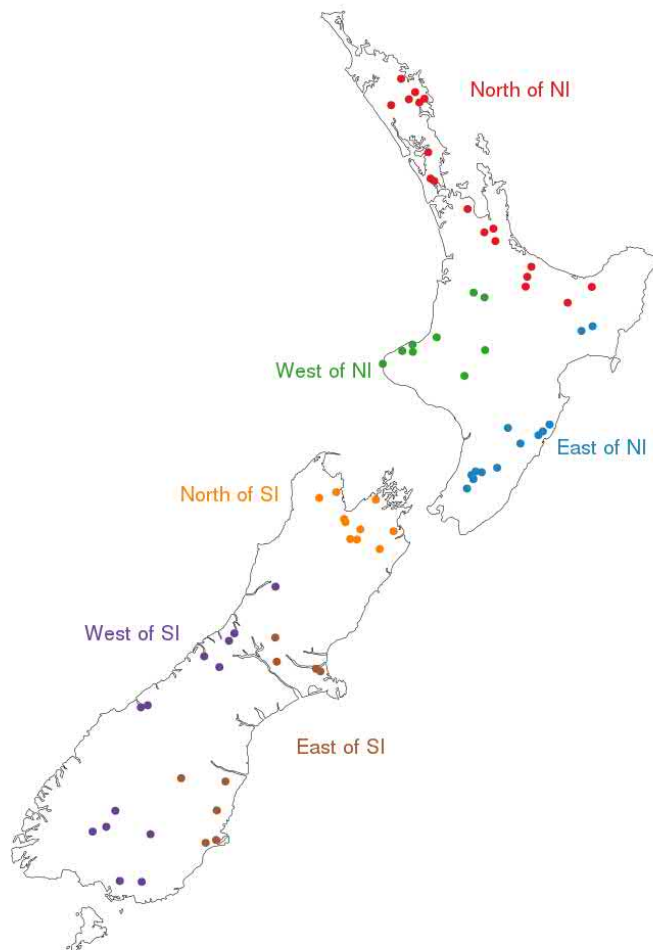 North of NI
West of NI
East of NI
North of SI
West of SI
East of SI